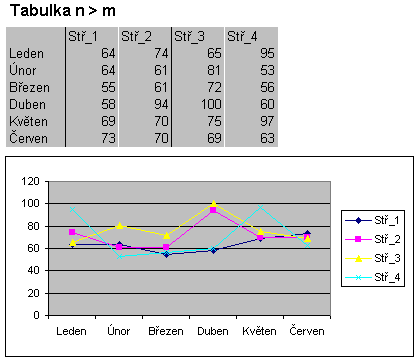 Tabulka n > m
Stř_1 Stř_2 Stř_3 Stř_4
Leden 64 74 65 95
Únor 64 61 81 53
Březen 55 61 72 56
Duben 58 94 100 60
Květen 69 70 75 97
Červen 73 70 69 63
120
100
80
60
40
20
0
Leden Únor Březen Duben Květen Červen
Stř_1
Stř_2
Stř_3
Stř_4